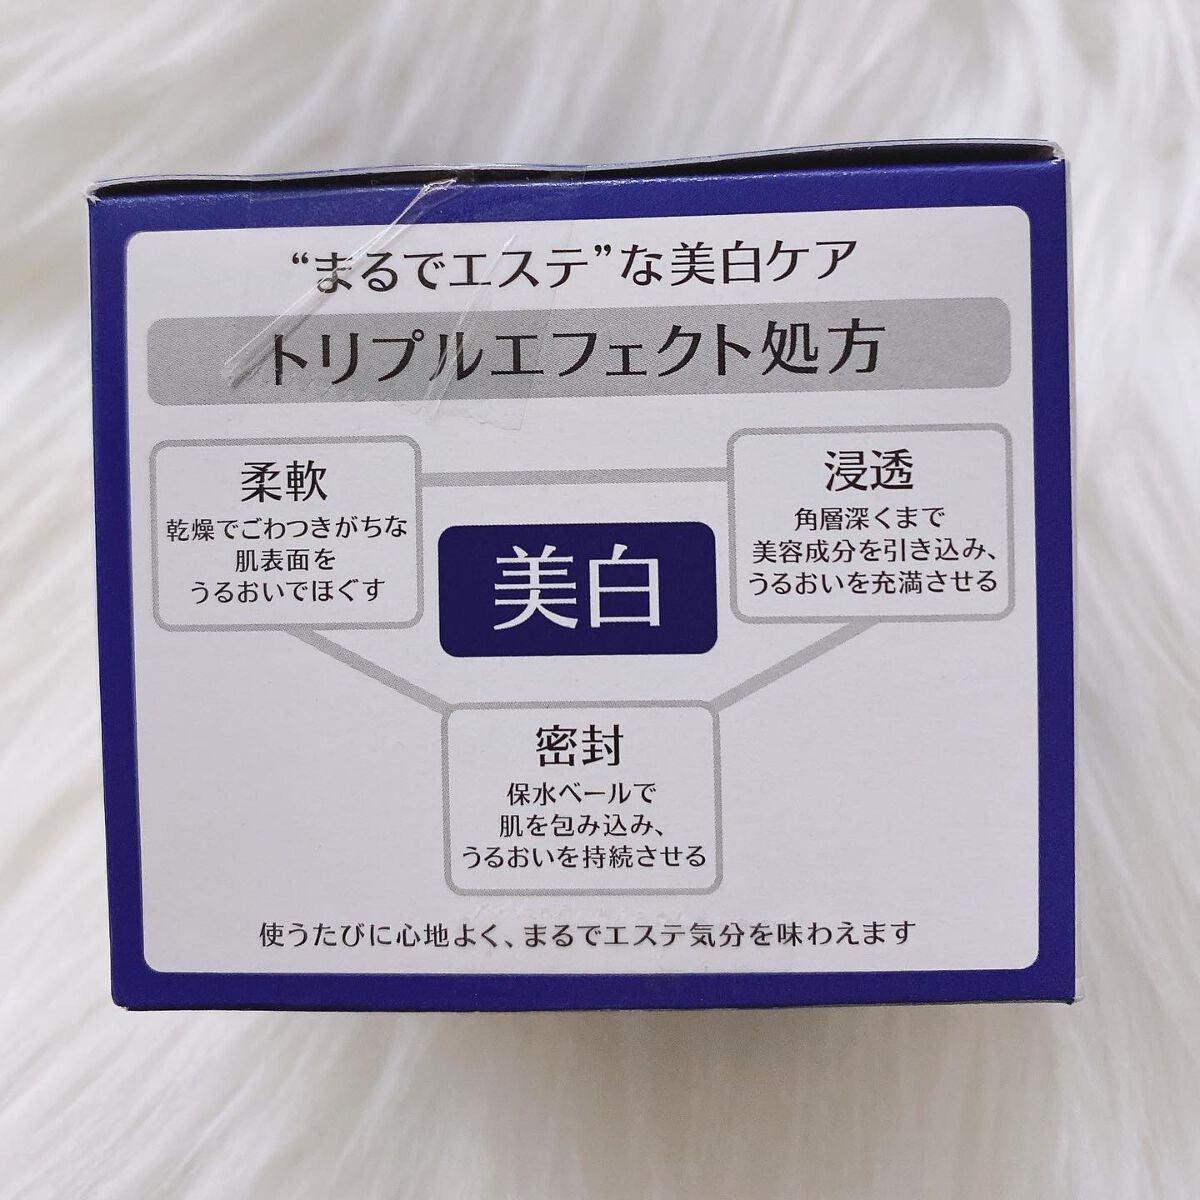 “まるでエステ”な美白ケア
トリプルエフェクト処方
柔軟
乾燥でごわつきがちな
肌表面を
うるおいでほぐす
浸透
角層深くまで
美容成分を引き込み、
うるおいを充満させる
美白
密封
保水ベールで
肌を包み込み、
うるおいを持続させる
使うたびに心地よく、まるでエステ気分を味わえます